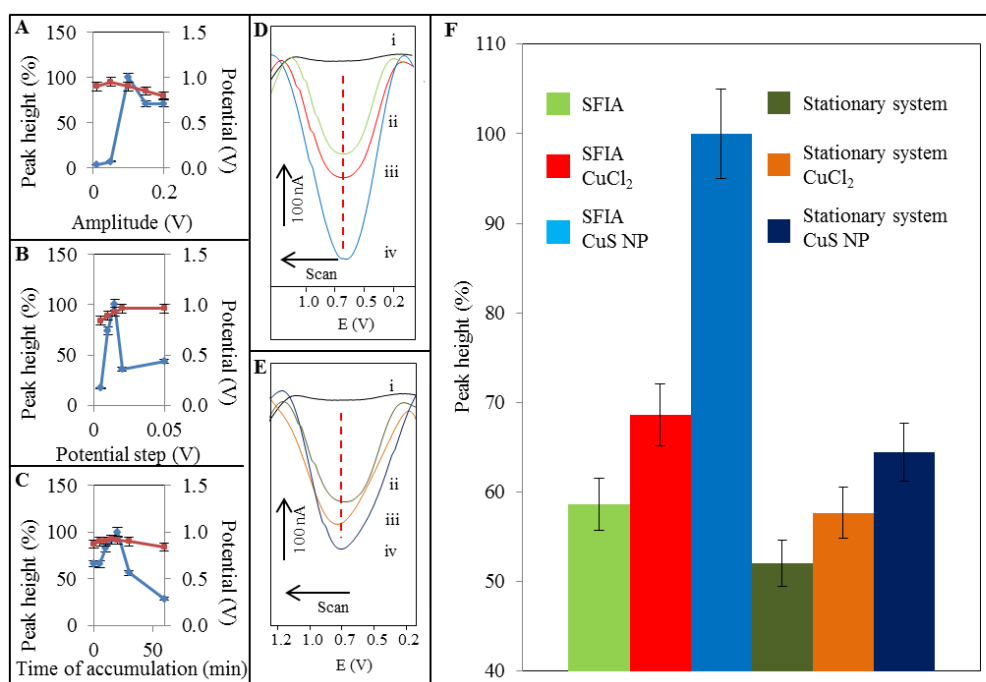 A
Peak height (%)
150
100
50
0
1.5
1.0
0.5
0.0
Potential (V)
0
0.2
Amplitude (V)
B
Peak height (%)
150
100
50
0
1.5
1.0
0.5
0.0
Potential (V)
0
0.05
Potential step (V)
C
Peak height (%)
150
100
50
0
1.5
1.0
0.5
0.0
Potential (V)
0
50
Time of accumulation (min)
D
i
ii
iii
iv
100 nA
Scan
1.0
0.7
0.5
0.2
E (V)
E
i
ii
iii
iv
100 nA
Scan
1.2
1.0
0.7
0.5
0.2
E (V)
F
Peak height (%)
110
100
90
80
70
60
50
40
SFIA
SFIA
CuCl₂
SFIA
CuS NP
Stationary system
Stationary system
CuCl₂
Stationary system
CuS NP